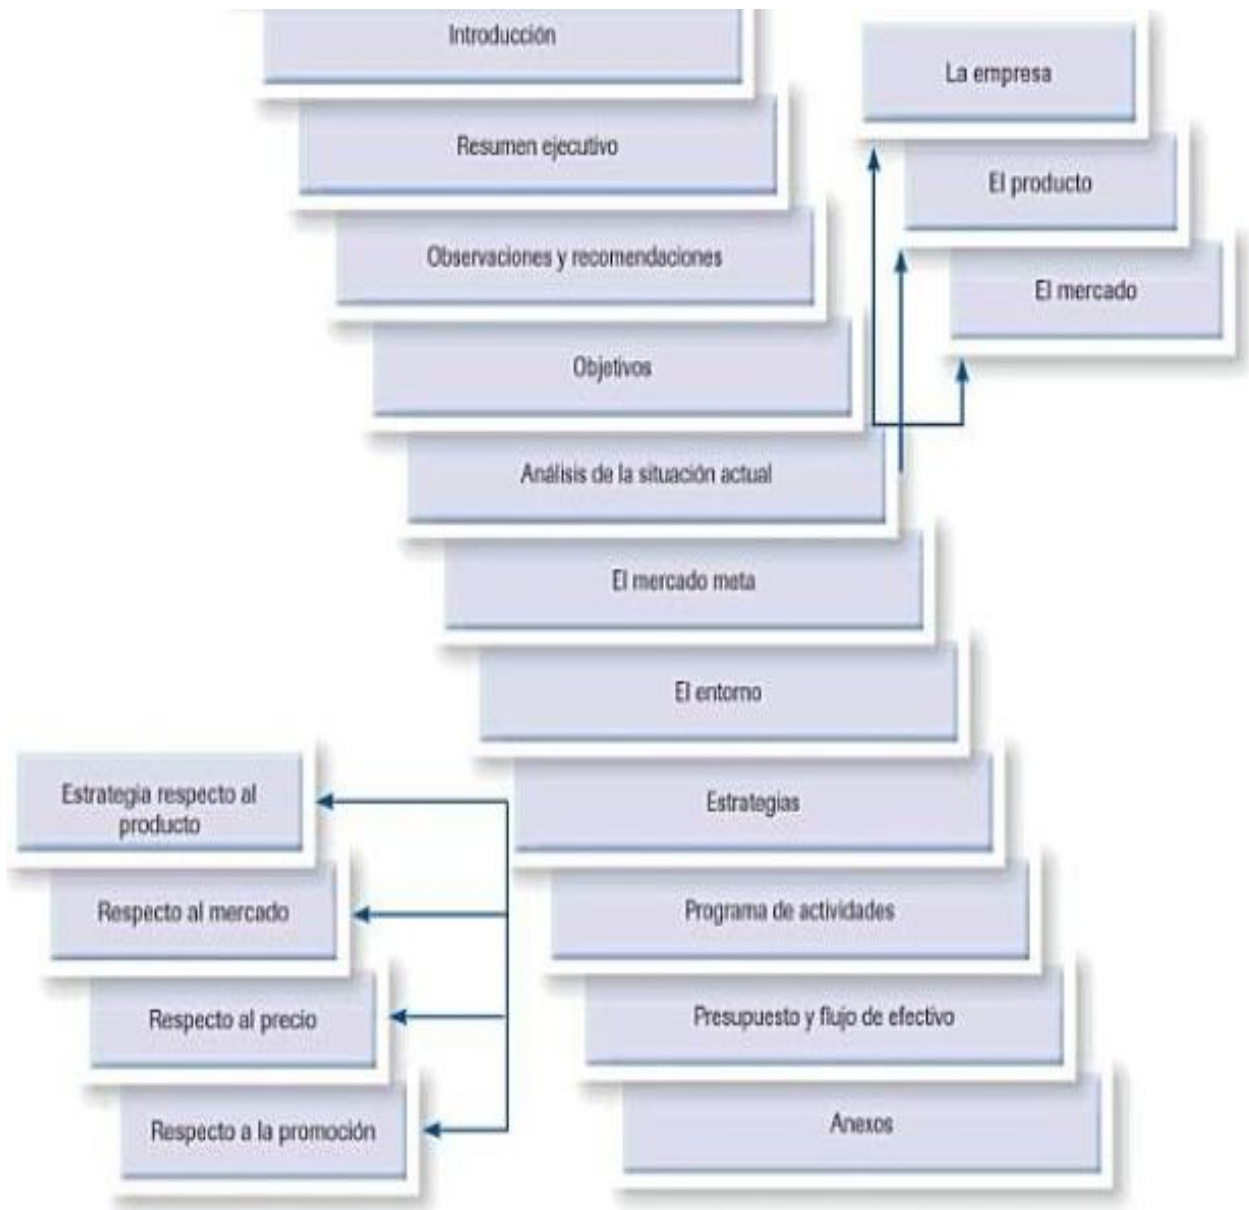 Introducción
Resumen ejecutivo
Observaciones y recomendaciones
Objetivos
Análisis de la situación actual
El mercado meta
El entorno
Estrategias
Programa de actividades
Presupuesto y flujo de efectivo
Anexos
La empresa
El producto
El mercado
Estrategia respecto al
producto
Respecto al mercado
Respecto al precio
Respecto a la promoción